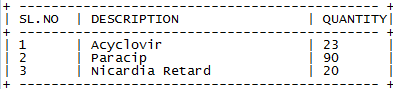 + --------------------------------------------- +
| SL.NO | DESCRIPTION | QUANTITY|
+ --------------------------------------------- +
| 1 | Acyclovir | 23 |
| 2 | Paracip | 90 |
| 3 | Nicardia Retard | 20 |
+ --------------------------------------------- +